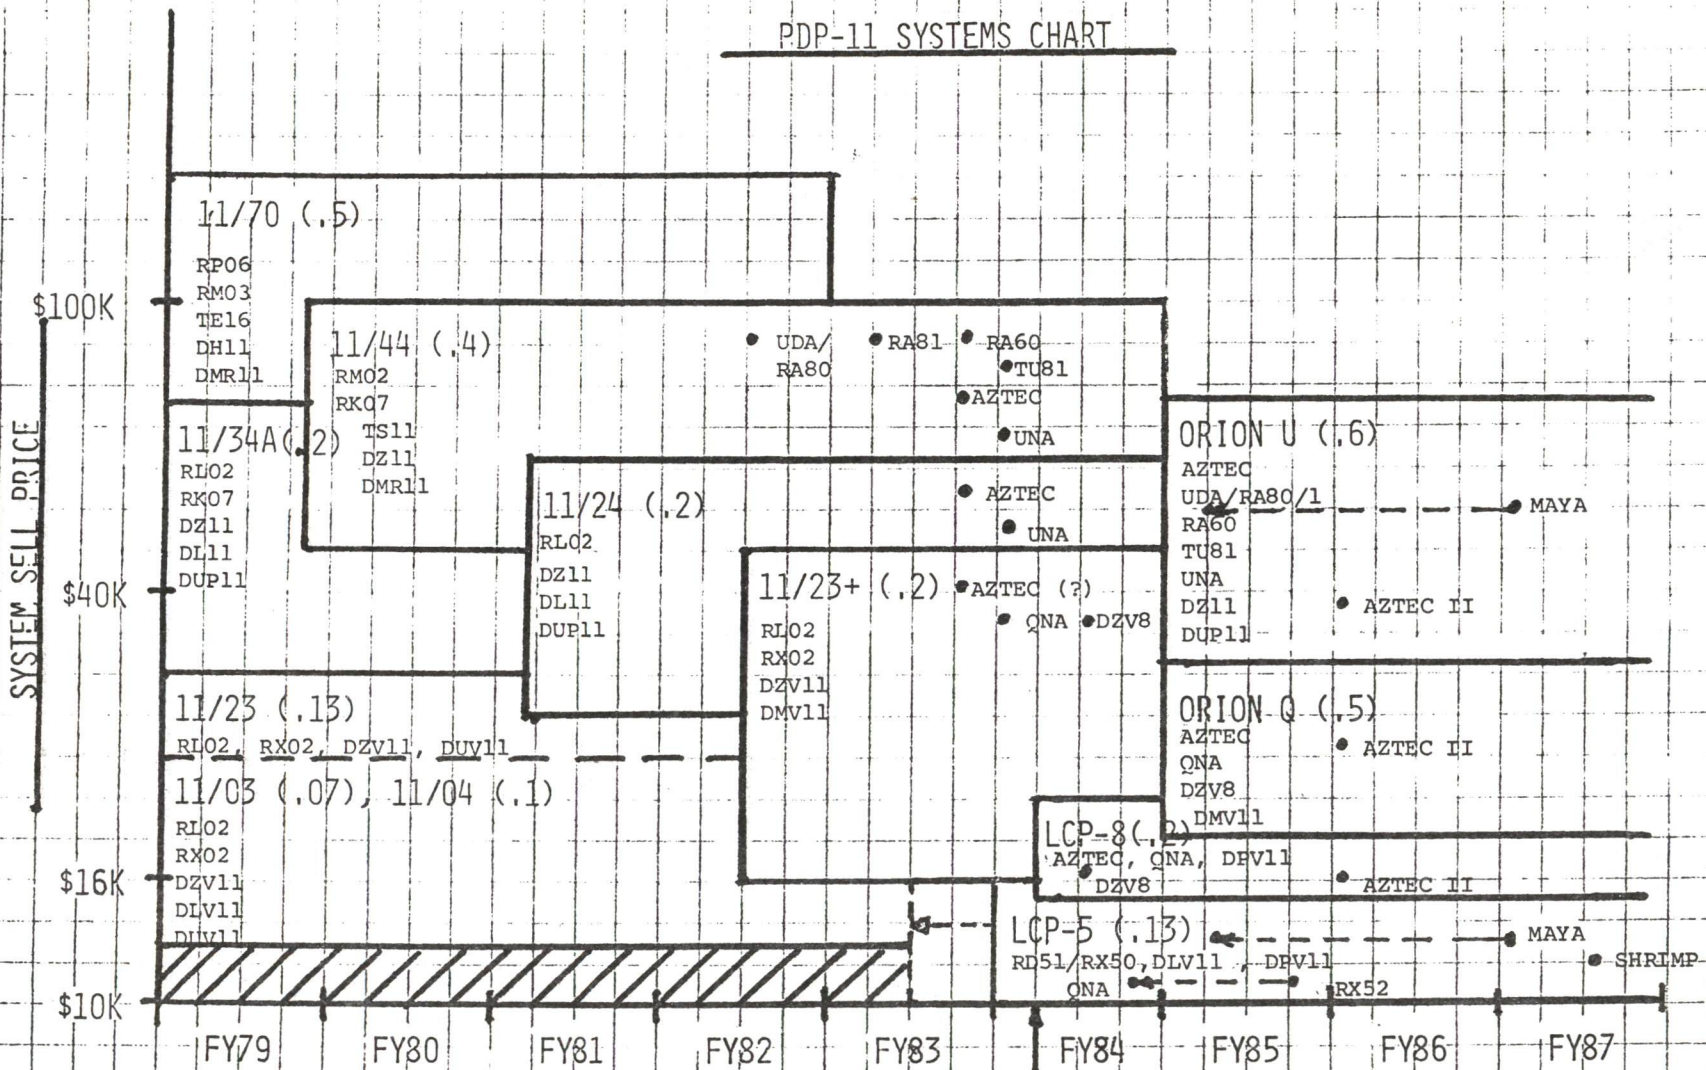 PDP-11 SYSTEMS CHART
SYSTEM SELL PRICE
$100K
$40K
$16K
$10K
11/70 (.5)
RP06
RM03
TE16
DH11
DMR11
11/34A(.2)
RL02
RK07
DZ11
DL11
DUP11
11/44 (.4)
RM02
RK07
TS11
DZ11
DMR11
UDA/
RA80
RA81
RA60
TU81
AZTEC
UNA
11/24 (.2)
RL02
DZ11
DL11
DUP11
AZTEC
UNA
11/23+ (.2)
RL02
RX02
DZV11
DMV11
AZTEC (?)
QNA
DZV8
11/23 (.13)
RL02, RX02, DZV11, DUV11
11/03 (.07), 11/04 (.1)
RL02
RX02
DZV11
DLV11
DUV11
ORION U (.6)
AZTEC
UDA/RA80/1
RA60
TU81
UNA
DZ11
DUP11
MAYA
AZTEC II
ORION Q (.5)
AZTEC
QNA
DZV8
DMV11
AZTEC II
LCP-8(.2)
AZTEC, QNA, DPV11
DZV8
AZTEC II
LCP-5 (.13)
RD51/RX50,DLV11 , DPV11
QNA
RX52
MAYA
SHRIMP
FY79 FY80 FY81 FY82 FY83 FY84 FY85 FY86 FY87